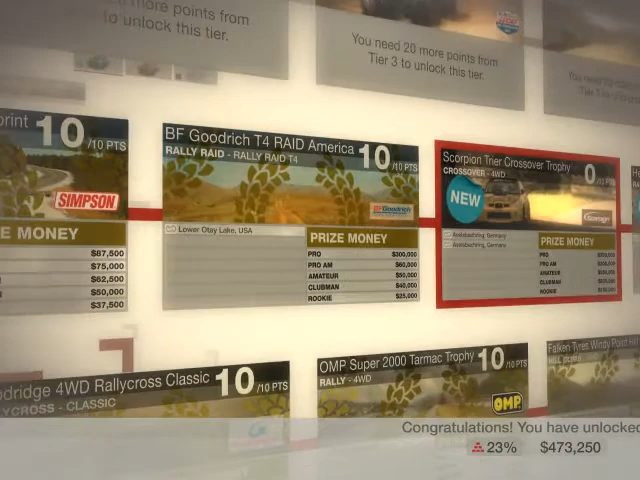 more points from
this tier.
You need 20 more points from
Tier 3 to unlock this tier.
print 10 /10 PTS
SIMPSON
E MONEY
$87,500
$75,000
$62,500
$50,000
$37,500
BF Goodrich T4 RAID America 10 /10 PTS
RALLY RAID - RALLY RAID T4
BFGoodrich
Lower Otay Lake, USA
PRIZE MONEY
PRO $300,000
PRO AM $60,000
AMATEUR $50,000
CLUBMAN $40,000
ROOKIE $25,000
Scorpion Trier Crossover Trophy 0
CROSSOVER - 4WD
NEW
Scorpion
PRIZE MONEY
PRO
PRO AM
AMATEUR
CLUBMAN
ROOKIE
odridge 4WD Rallycross Classic 10 /10 PTS
YCROSS - CLASSIC
OMP Super 2000 Tarmac Trophy 10 /10 PTS
RALLY - 4WD
OMP
Falken Tyres Windy Point Hill
Congratulations! You have unlocked
23% $473,250